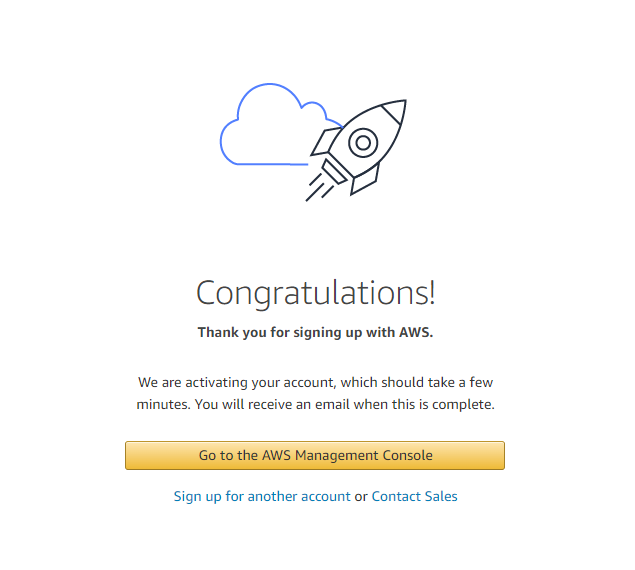 Congratulations!
Thank you for signing up with AWS.
We are activating your account, which should take a few
minutes. You will receive an email when this is complete.
Go to the AWS Management Console
Sign up for another account or Contact Sales